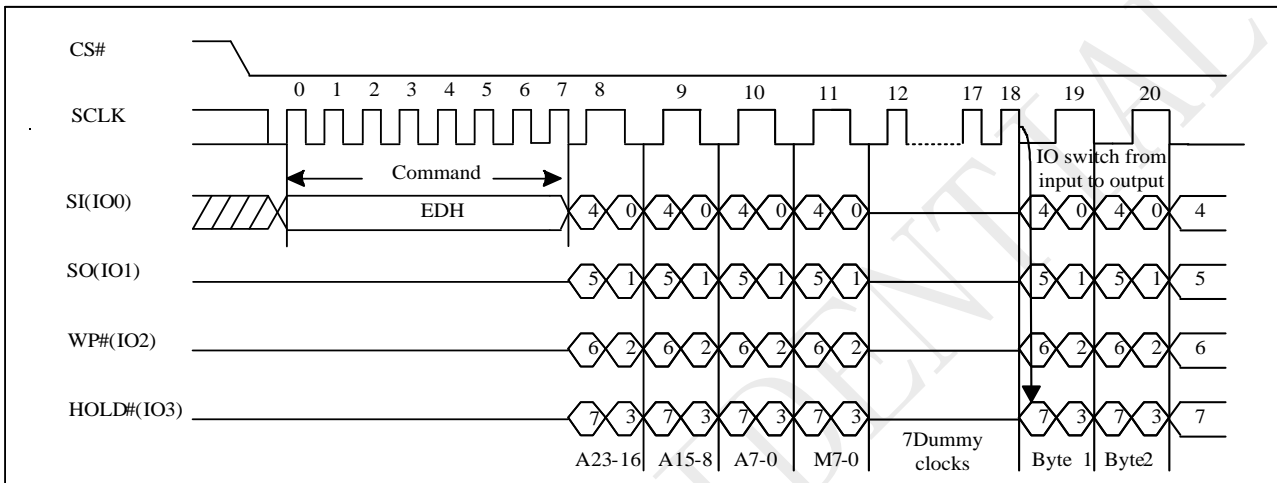 CS#
0 1 2 3 4 5 6 7 8 9 10 11 12 17 18 19 20
SCLK
Command
IO switch from
input to output
SI(IO0)
EDH
4 0 4 0 4 0 4 0 4 0 4 0 4
SO(IO1)
5 1 5 1 5 1 5 1 5 1 5 1 5
WP#(IO2)
6 2 6 2 6 2 6 2 6 2 6 2 6
HOLD#(IO3)
7 3 7 3 7 3 7 3 7 3 7 3 7
A23-16 A15-8 A7-0 M7-0
7Dummy
clocks
Byte 1 Byte2
IDENTIAL